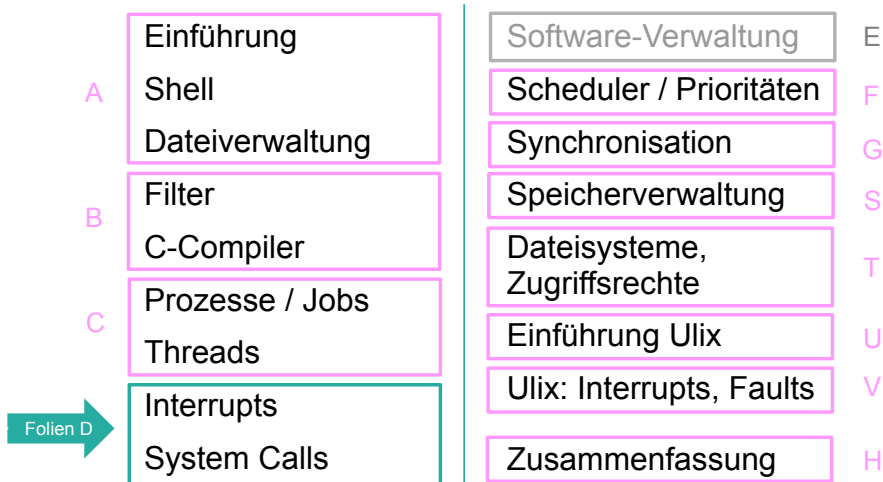 A
Einführung
Shell
Dateiverwaltung
B
Filter
C-Compiler
C
Prozesse / Jobs
Threads
Folien D
Interrupts
System Calls
Software-Verwaltung
E
Scheduler / Prioritäten
F
Synchronisation
G
Speicherverwaltung
S
Dateisysteme,
Zugriffsrechte
T
Einführung Ulix
U
Ulix: Interrupts, Faults
V
Zusammenfassung
H